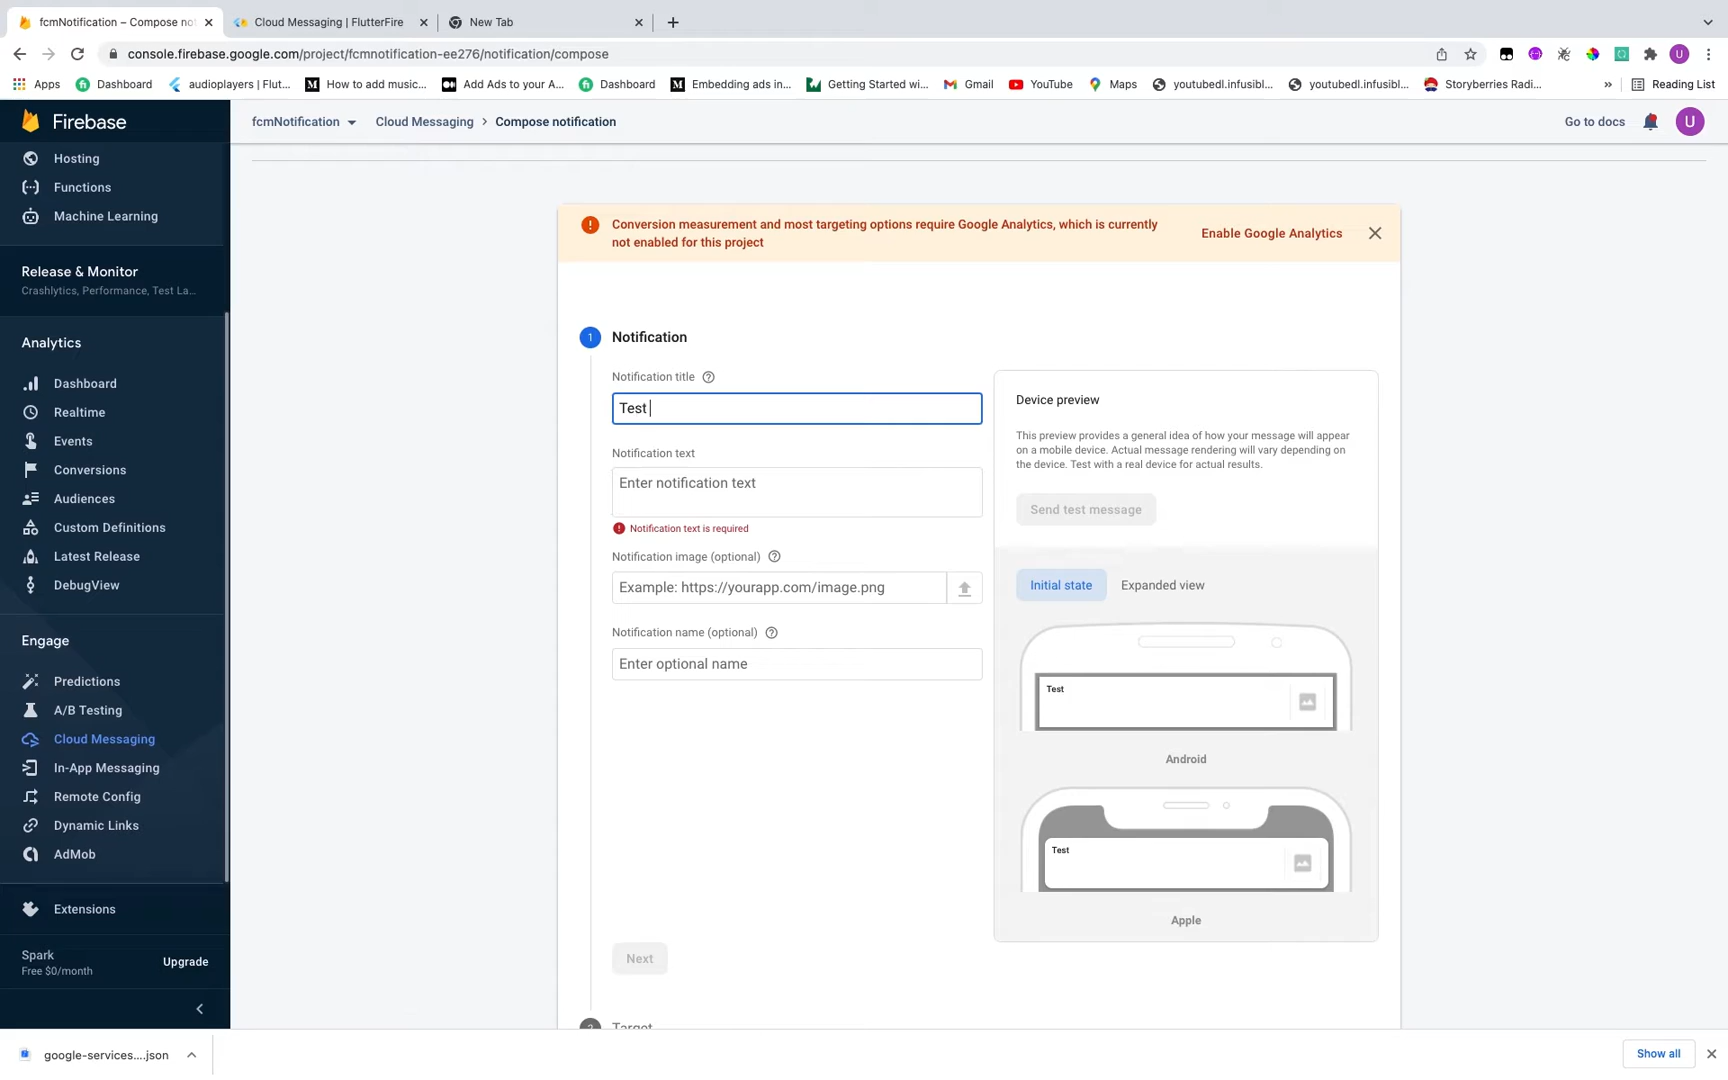 fcmNotification – Compose not
Cloud Messaging | FlutterFire
New Tab
console.firebase.google.com/project/fcmnotification-ee276/notification/compose
Apps
Dashboard
audioplayers | Flut...
How to add music...
Add Ads to your A...
Dashboard
Embedding ads in...
Getting Started wi...
Gmail
YouTube
Maps
youtubedl.infusibl...
youtubedl.infusibl...
Storyberries Radi...
»
Reading List
Firebase
fcmNotification
Cloud Messaging > Compose notification
Go to docs
U
Hosting
Functions
Machine Learning
Release & Monitor
Crashlytics, Performance, Test La...
Analytics
Dashboard
Realtime
Events
Conversions
Audiences
Custom Definitions
Latest Release
DebugView
Engage
Predictions
A/B Testing
Cloud Messaging
In-App Messaging
Remote Config
Dynamic Links
AdMob
Extensions
Spark
Free $0/month
Upgrade
Conversion measurement and most targeting options require Google Analytics, which is currently
not enabled for this project
Enable Google Analytics
1
Notification
Notification title
Test
Notification text
Enter notification text
Notification text is required
Notification image (optional)
Example: https://yourapp.com/image.png
Notification name (optional)
Enter optional name
Next
2
Target
Device preview
This preview provides a general idea of how your message will appear
on a mobile device. Actual message rendering will vary depending on
the device. Test with a real device for actual results.
Send test message
Initial state
Expanded view
Test
Android
Test
Apple
google-services....json
Show all